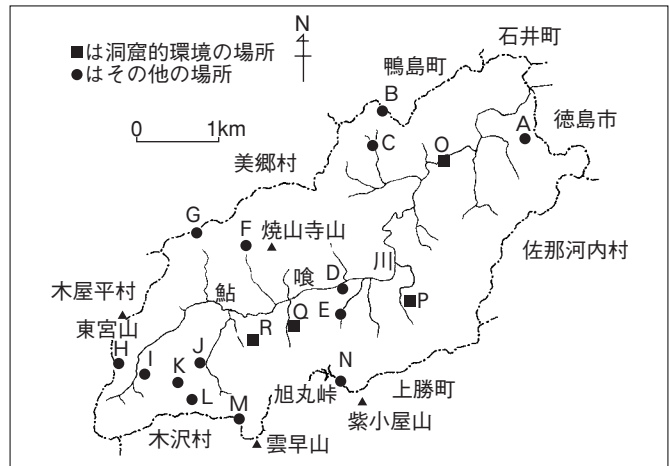 N
■は洞窟的環境の場所
●はその他の場所
0 1km
石井町
鴨島町
徳島市
美郷村
佐那河内村
B
A
C
O
G
F
▲焼山寺山
木屋平村
東宮山
鮎
喰
川
D
E
P
Q
R
H
I
J
K
L
M
N
旭丸峠
上勝町
紫小屋山
木沢村
雲早山